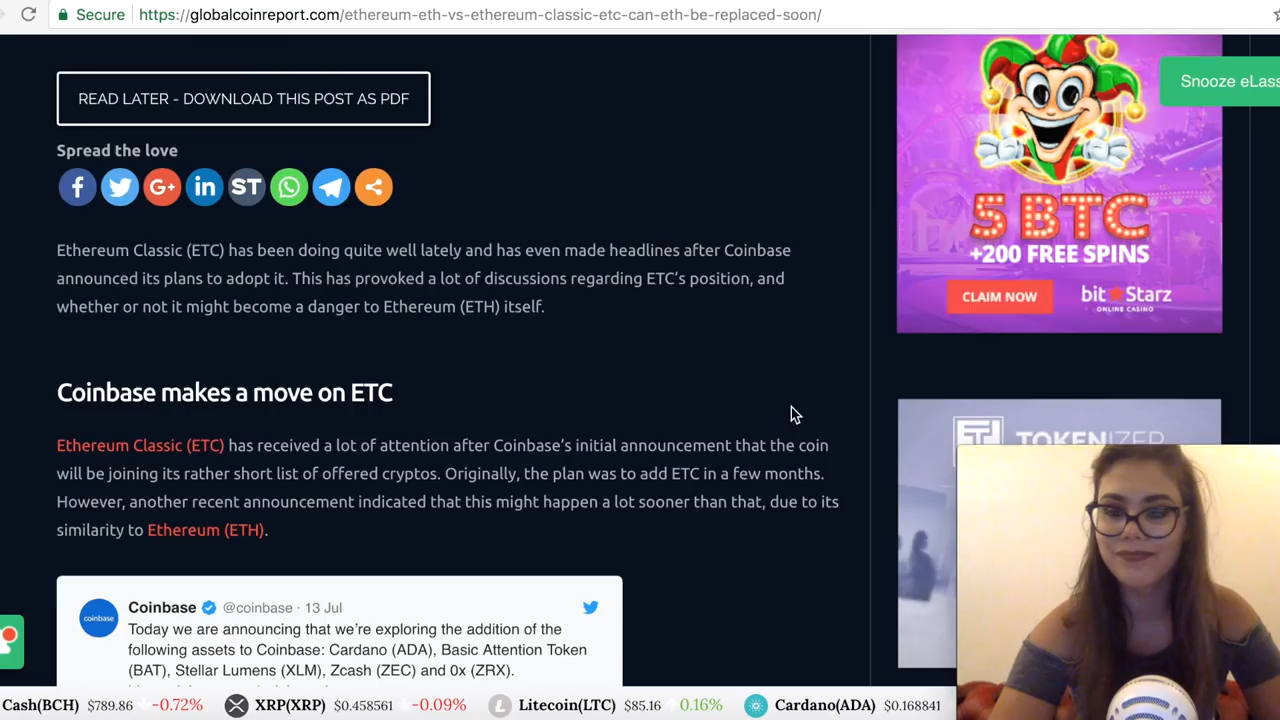 Secure
https://globalcoinreport.com/ethereum-eth-vs-ethereum-classic-etc-can-eth-be-replaced-soon/
READ LATER - DOWNLOAD THIS POST AS PDF
Spread the love
f G+ in ST
Ethereum Classic (ETC) has been doing quite well lately and has even made headlines after Coinbase
announced its plans to adopt it. This has provoked a lot of discussions regarding ETC's position, and
whether or not it might become a danger to Ethereum (ETH) itself.
Coinbase makes a move on ETC
Ethereum Classic (ETC) has received a lot of attention after Coinbase's initial announcement that the coin
will be joining its rather short list of offered cryptos. Originally, the plan was to add ETC in a few months.
However, another recent announcement indicated that this might happen a lot sooner than that, due to its
similarity to Ethereum (ETH).
coinbase
Coinbase @coinbase · 13 Jul
Today we are announcing that we're exploring the addition of the
following assets to Coinbase: Cardano (ADA), Basic Attention Token
(BAT), Stellar Lumens (XLM), Zcash (ZEC) and 0x (ZRX).
5 BTC
+200 FREE SPINS
CLAIM NOW
bitStarz
ONLINE CASINO
Snooze
TOKENIZER
Cash(BCH) $789.86 -0.72% XRP(XRP) $0.458561 -0.09% Litecoin(LTC) $85.16 0.16% Cardano(ADA) $0.168841